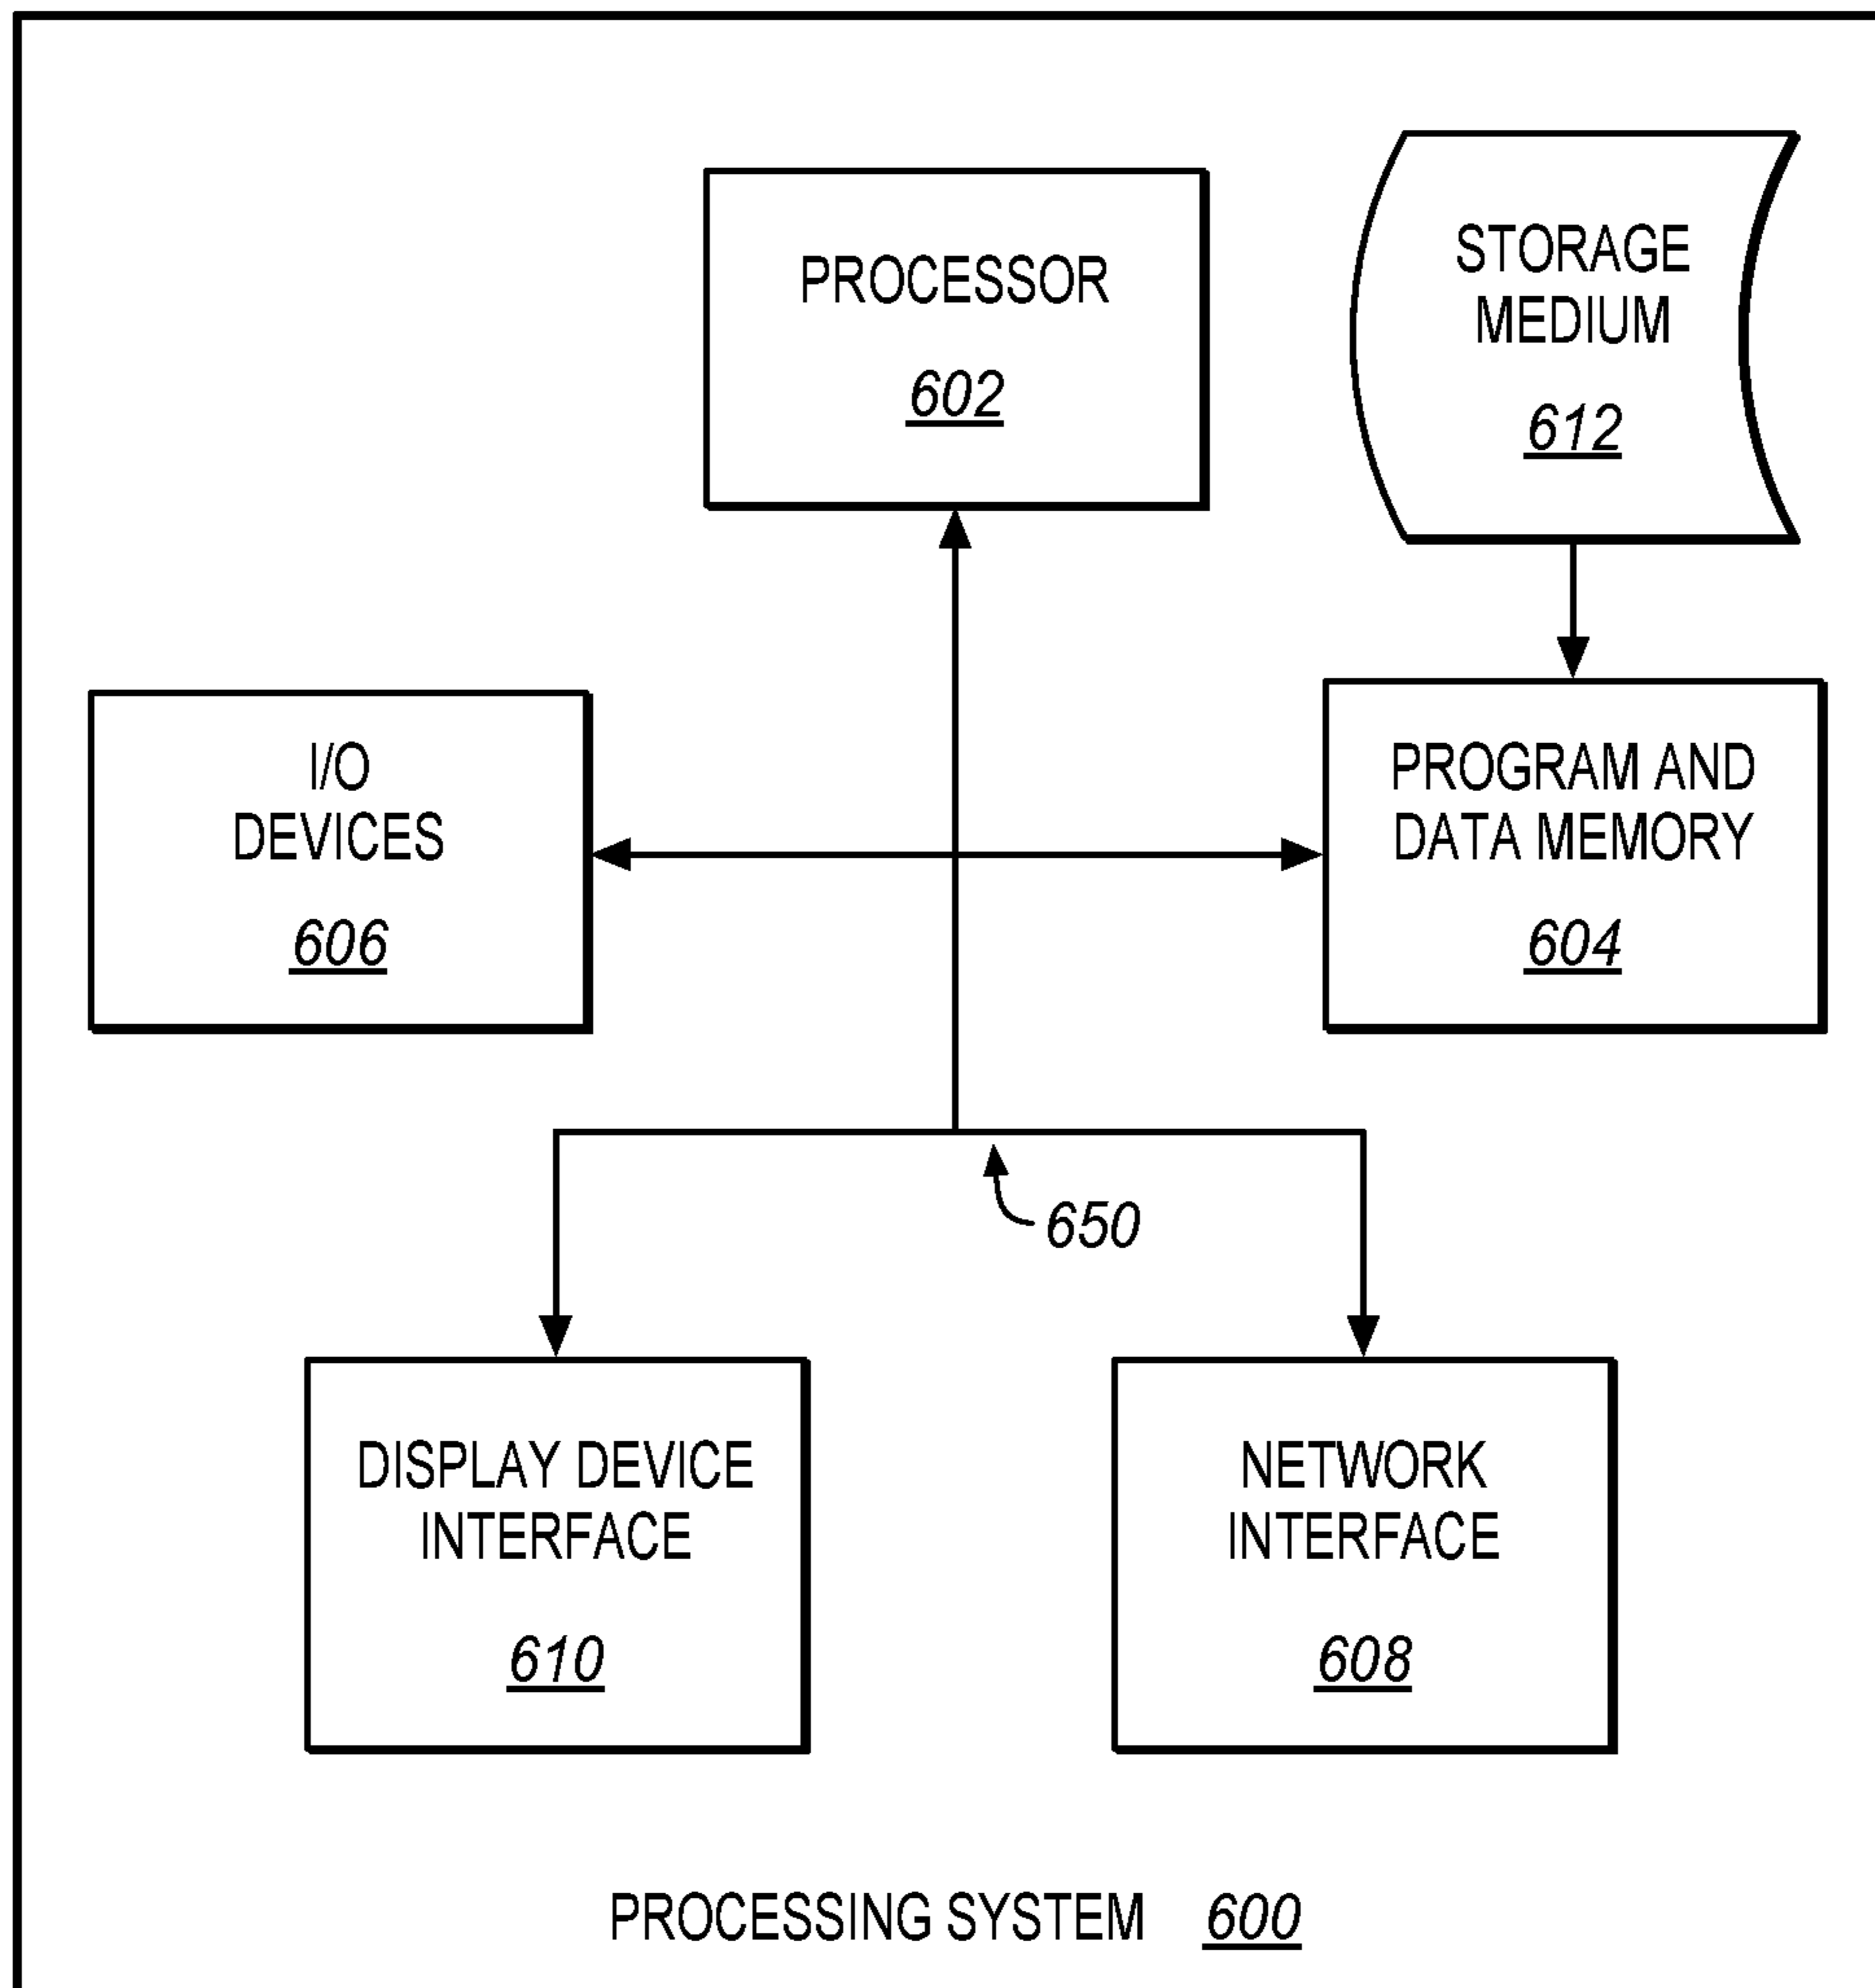 PROCESSOR
602
STORAGE
MEDIUM
612
I/O
DEVICES
606
PROGRAM AND
DATA MEMORY
604
650
DISPLAY DEVICE
INTERFACE
610
NETWORK
INTERFACE
608
PROCESSING SYSTEM 600